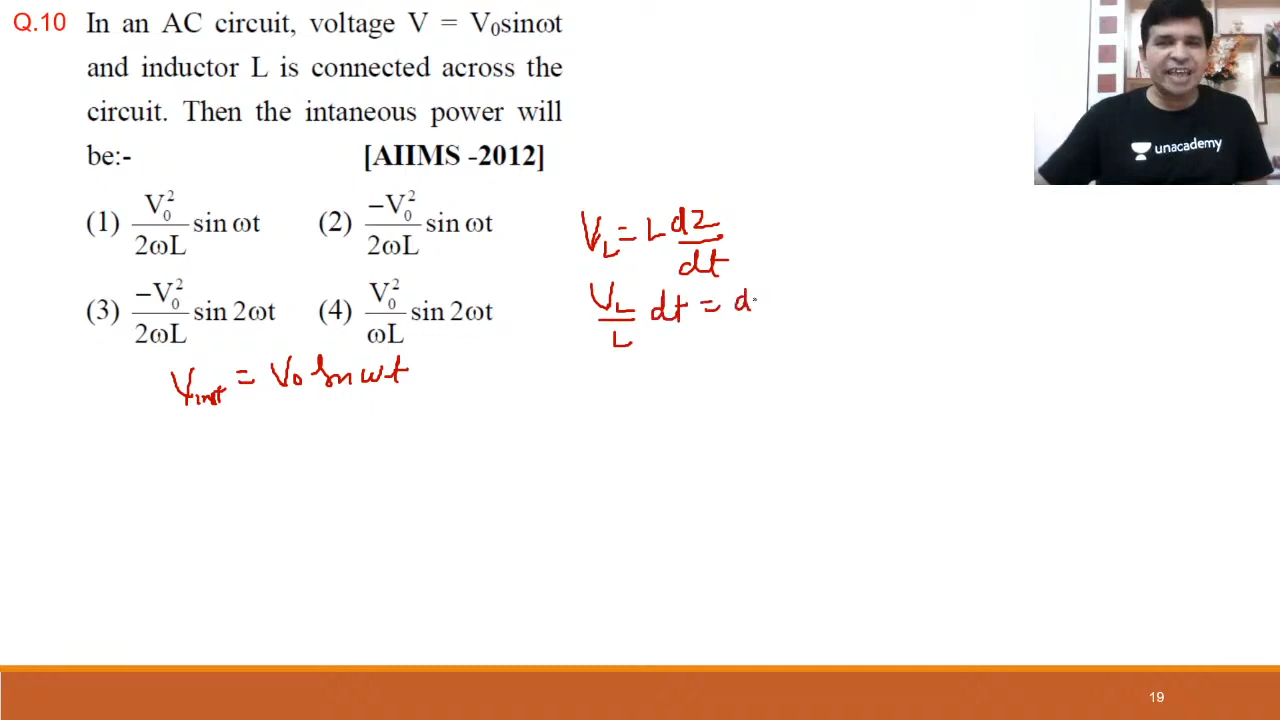 Q.10 In an AC circuit, voltage V = V₀sinωt
and inductor L is connected across the
circuit. Then the intaneous power will
be:- [AIIMS -2012]
(1) V₀²/2ωL sin ωt (2) -V₀²/2ωL sin ωt
(3) -V₀²/2ωL sin 2ωt (4) V₀²/ωL sin 2ωt
V_L = L dI/dt
V_L/L dt = d
V_inst = V₀ Sin ωt
unacademy
19